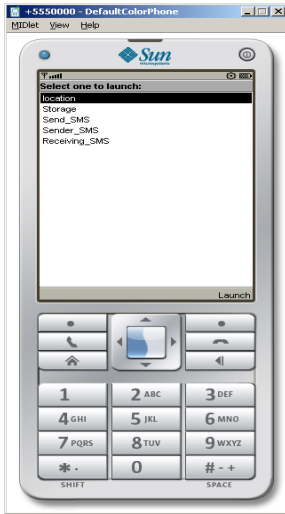 +5550000 - DefaultColorPhone
MIDlet View Help
Sun
microsystems
Select one to launch:
location
Storage
Send_SMS
Sender_SMS
Receiving_SMS
Launch
1 2 ABC 3 DEF
4 GHI 5 JKL 6 MNO
7 PQRS 8 TUV 9 WXYZ
* . 0 # - +
SHIFT SPACE